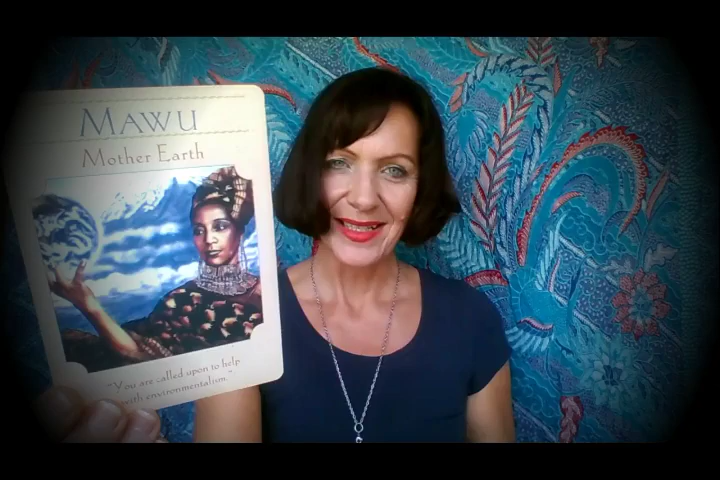 MAWU
Mother Earth
"You are called upon to help
with environmentalism."